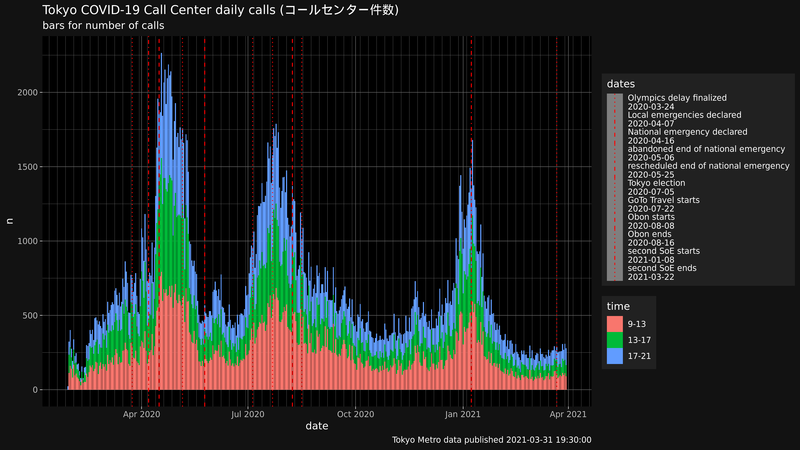 Tokyo COVID-19 Call Center daily calls (コールセンター件数)
bars for number of calls
n
2000
1500
1000
500
0
Apr 2020
Jul 2020
Oct 2020
Jan 2021
Apr 2021
date
Tokyo Metro data published 2021-03-31 19:30:00
dates
Olympics delay finalized
2020-03-24
Local emergencies declared
2020-04-07
National emergency declared
2020-04-16
abandoned end of national emergency
2020-05-06
rescheduled end of national emergency
2020-05-25
Tokyo election
2020-07-05
GoTo Travel starts
2020-07-22
Obon starts
2020-08-08
Obon ends
2020-08-16
second SoE starts
2021-01-08
second SoE ends
2021-03-22
time
9-13
13-17
17-21